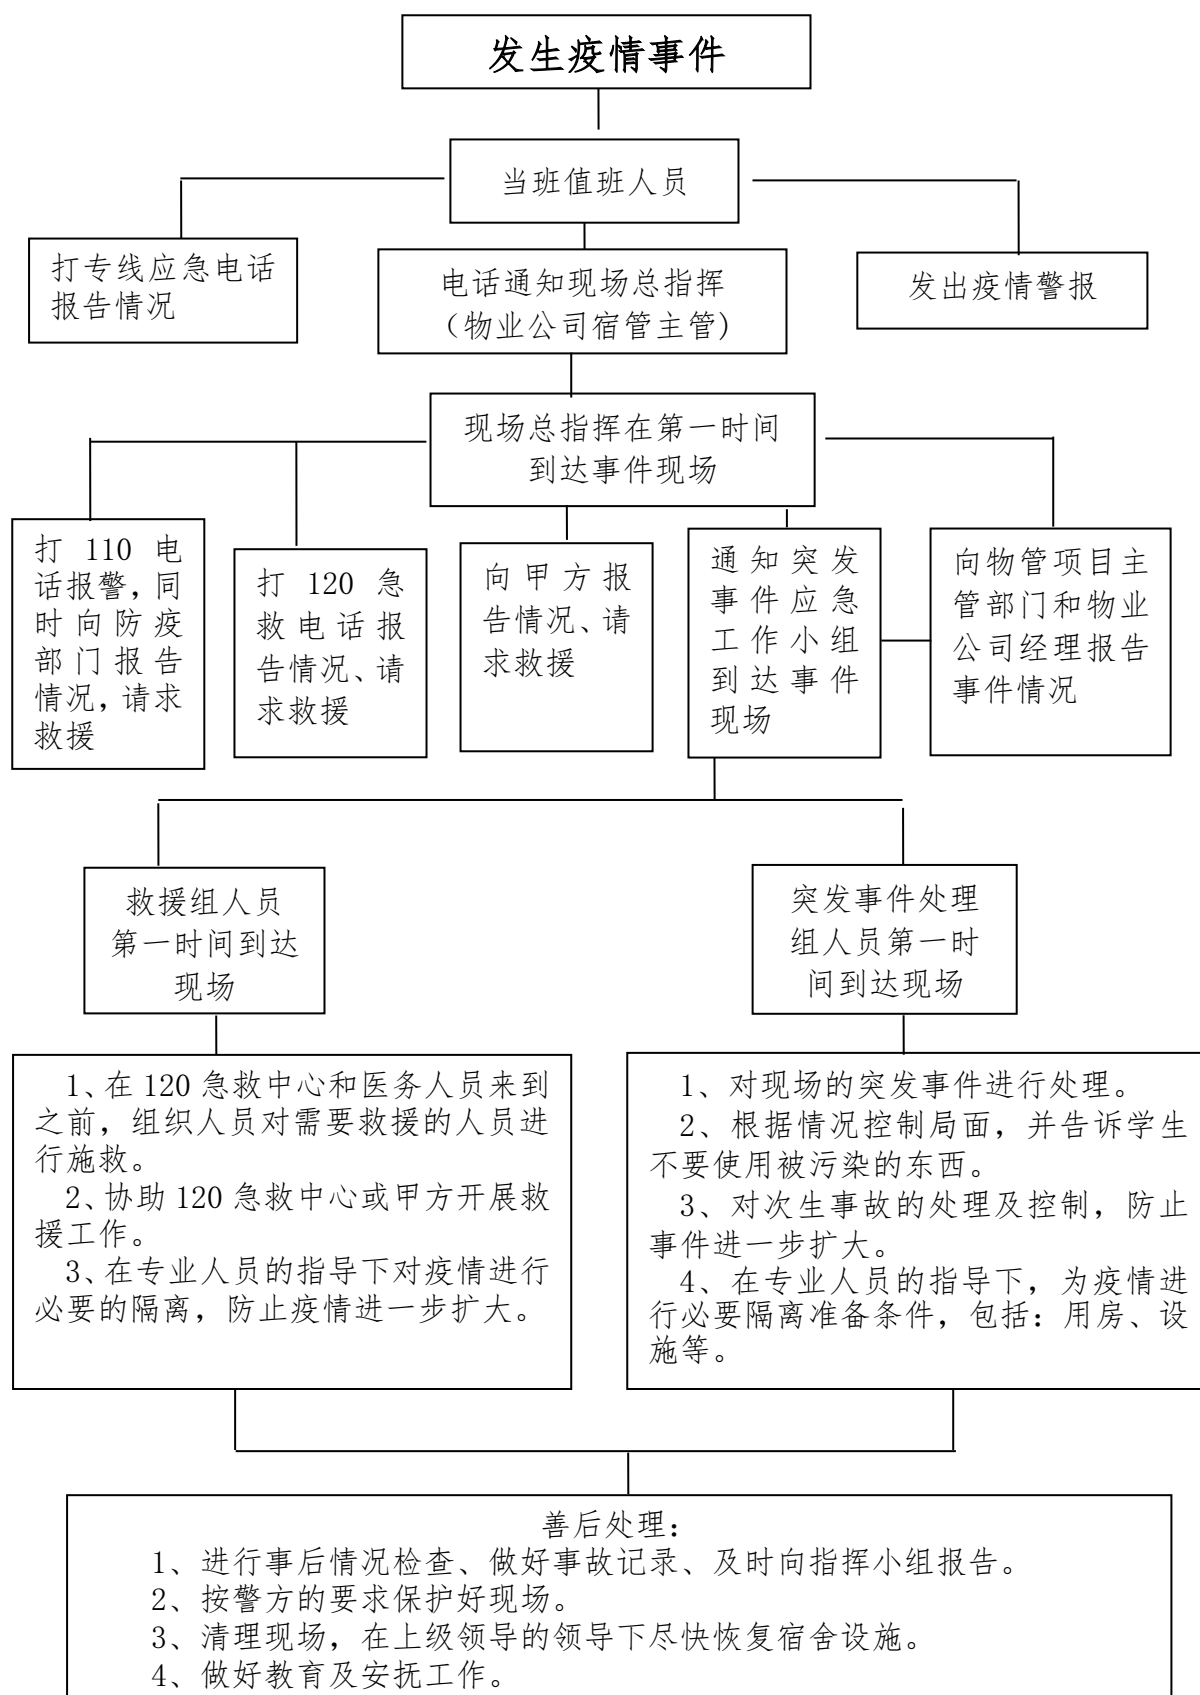 发生疫情事件
当班值班人员
打专线应急电话
报告情况
电话通知现场总指挥
（物业公司宿管主管)
发出疫情警报
现场总指挥在第一时间
到达事件现场
打 110 电
话报警,同
时向防疫
部门报告
情况,请求
救援
打 120 急
救电话报
告情况、请
求救援
向甲方报
告情况、请
求救援
通知突发
事件应急
工作小组
到达事件
现场
向物管项目主
管部门和物业
公司经理报告
事件情况
救援组人员
第一时间到达
现场
突发事件处理
组人员第一时
间到达现场
1、在 120 急救中心和医务人员来到
之前，组织人员对需要救援的人员进
行施救。
2、协助 120 急救中心或甲方开展救
援工作。
3、在专业人员的指导下对疫情进行
必要的隔离，防止疫情进一步扩大。
1、对现场的突发事件进行处理。
2、根据情况控制局面，并告诉学生
不要使用被污染的东西。
3、对次生事故的处理及控制，防止
事件进一步扩大。
4、在专业人员的指导下，为疫情进
行必要隔离准备条件，包括：用房、设
施等。
善后处理：
1、进行事后情况检查、做好事故记录、及时向指挥小组报告。
2、按警方的要求保护好现场。
3、清理现场，在上级领导的领导下尽快恢复宿舍设施。
4、做好教育及安抚工作。